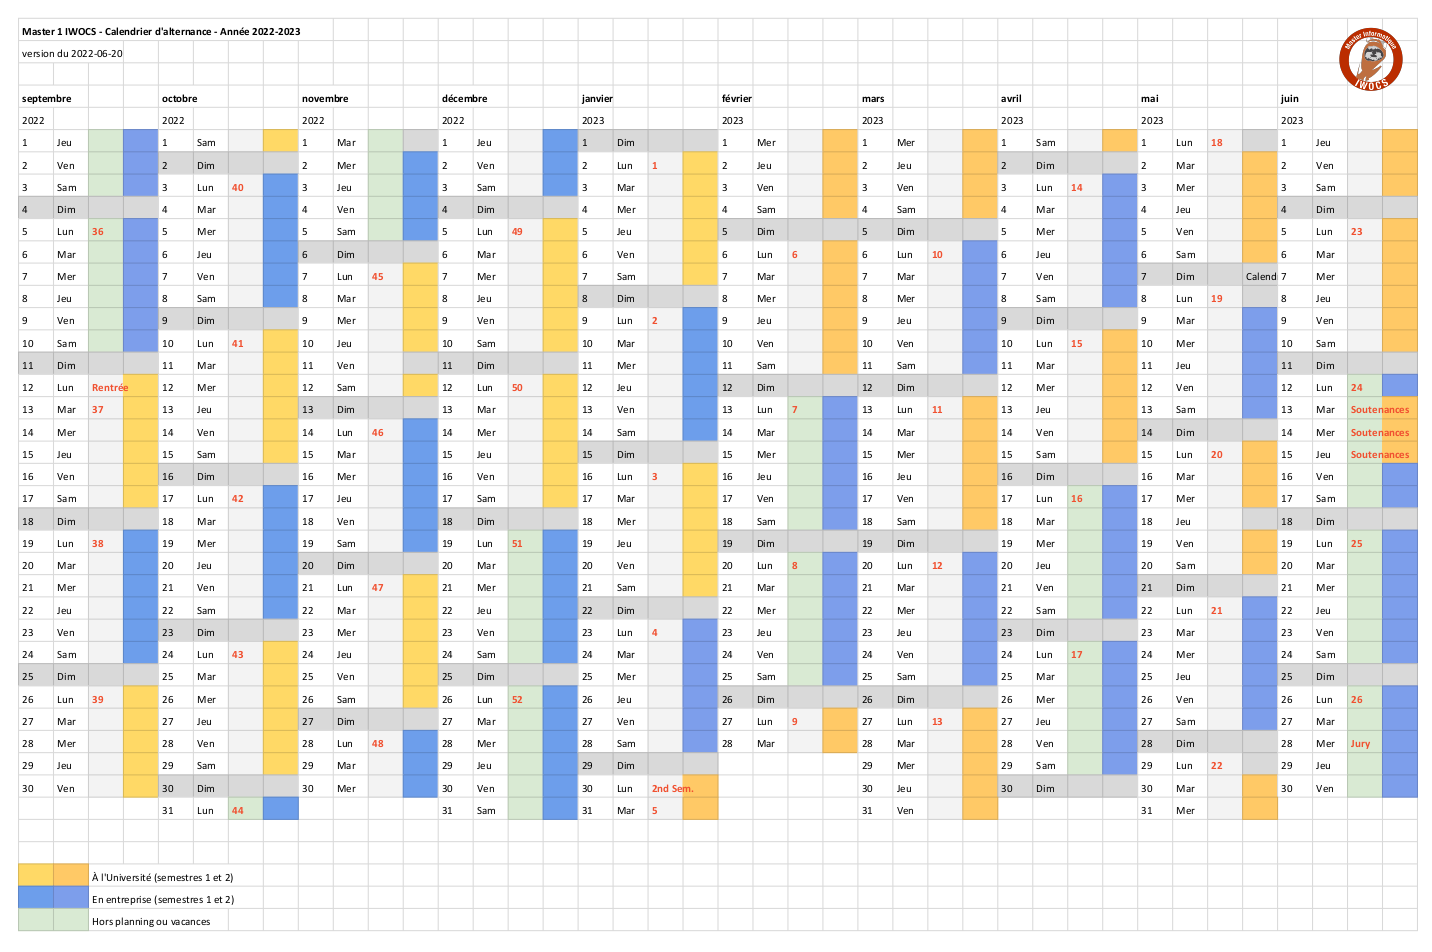 Master 1 IWOCS - Calendrier d'alternance - Année 2022-2023
version du 2022-06-20
Master Informatique
IWOCS
septembre octobre novembre décembre janvier février mars avril mai juin
2022 2022 2022 2022 2023 2023 2023 2023 2023 2023
1 Jeu 1 Sam 1 Mar 1 Jeu 1 Dim 1 Mer 1 Mer 1 Sam 1 Lun 18 1 Jeu
2 Ven 2 Dim 2 Mer 2 Ven 2 Lun 1 2 Jeu 2 Jeu 2 Dim 2 Mar 2 Ven
3 Sam 3 Lun 40 3 Jeu 3 Sam 3 Mar 3 Ven 3 Ven 3 Lun 14 3 Mer 3 Sam
4 Dim 4 Mar 4 Ven 4 Dim 4 Mer 4 Sam 4 Sam 4 Mar 4 Jeu 4 Dim
5 Lun 36 5 Mer 5 Sam 5 Lun 49 5 Jeu 5 Dim 5 Dim 5 Mer 5 Ven 5 Lun 23
6 Mar 6 Jeu 6 Dim 6 Mar 6 Ven 6 Lun 6 6 Lun 10 6 Jeu 6 Sam 6 Mar
7 Mer 7 Ven 7 Lun 45 7 Mer 7 Sam 7 Mar 7 Mar 7 Ven 7 Dim Calend 7 Mer
8 Jeu 8 Sam 8 Mar 8 Jeu 8 Dim 8 Mer 8 Mer 8 Sam 8 Lun 19 8 Jeu
9 Ven 9 Dim 9 Mer 9 Ven 9 Lun 2 9 Jeu 9 Jeu 9 Dim 9 Mar 9 Ven
10 Sam 10 Lun 41 10 Jeu 10 Sam 10 Mar 10 Ven 10 Ven 10 Lun 15 10 Mer 10 Sam
11 Dim 11 Mar 11 Ven 11 Dim 11 Mer 11 Sam 11 Sam 11 Mar 11 Jeu 11 Dim
12 Lun Rentrée 12 Mer 12 Sam 12 Lun 50 12 Jeu 12 Dim 12 Dim 12 Mer 12 Ven 12 Lun 24
13 Mar 37 13 Jeu 13 Dim 13 Mar 13 Ven 13 Lun 7 13 Lun 11 13 Jeu 13 Sam 13 Mar Soutenances
14 Mer 14 Ven 14 Lun 46 14 Mer 14 Sam 14 Mar 14 Mar 14 Ven 14 Dim 14 Mer Soutenances
15 Jeu 15 Sam 15 Mar 15 Jeu 15 Dim 15 Mer 15 Mer 15 Sam 15 Lun 20 15 Jeu Soutenances
16 Ven 16 Dim 16 Mer 16 Ven 16 Lun 3 16 Jeu 16 Jeu 16 Dim 16 Mar 16 Ven
17 Sam 17 Lun 42 17 Jeu 17 Sam 17 Mar 17 Ven 17 Ven 17 Lun 16 17 Mer 17 Sam
18 Dim 18 Mar 18 Ven 18 Dim 18 Mer 18 Sam 18 Sam 18 Mar 18 Jeu 18 Dim
19 Lun 38 19 Mer 19 Sam 19 Lun 51 19 Jeu 19 Dim 19 Dim 19 Mer 19 Ven 19 Lun 25
20 Mar 20 Jeu 20 Dim 20 Mar 20 Ven 20 Lun 8 20 Lun 12 20 Jeu 20 Sam 20 Mar
21 Mer 21 Ven 21 Lun 47 21 Mer 21 Sam 21 Mar 21 Mar 21 Ven 21 Dim 21 Mer
22 Jeu 22 Sam 22 Mar 22 Jeu 22 Dim 22 Mer 22 Mer 22 Sam 22 Lun 21 22 Jeu
23 Ven 23 Dim 23 Mer 23 Ven 23 Lun 4 23 Jeu 23 Jeu 23 Dim 23 Mar 23 Ven
24 Sam 24 Lun 43 24 Jeu 24 Sam 24 Mar 24 Ven 24 Ven 24 Lun 17 24 Mer 24 Sam
25 Dim 25 Mar 25 Ven 25 Dim 25 Mer 25 Sam 25 Sam 25 Mar 25 Jeu 25 Dim
26 Lun 39 26 Mer 26 Sam 26 Lun 52 26 Jeu 26 Dim 26 Dim 26 Mer 26 Ven 26 Lun 26
27 Mar 27 Jeu 27 Dim 27 Mar 27 Ven 27 Lun 9 27 Lun 13 27 Jeu 27 Sam 27 Mar
28 Mer 28 Ven 28 Lun 48 28 Mer 28 Sam 28 Mar 28 Mar 28 Ven 28 Dim 28 Mer Jury
29 Jeu 29 Sam 29 Mar 29 Jeu 29 Dim 29 Mer 29 Sam 29 Lun 22 29 Jeu
30 Ven 30 Dim 30 Mer 30 Ven 30 Lun 2nd Sem. 30 Jeu 30 Dim 30 Mar 30 Ven
31 Lun 44 31 Sam 31 Mar 5 31 Ven 31 Mer
À l'Université (semestres 1 et 2)
En entreprise (semestres 1 et 2)
Hors planning ou vacances